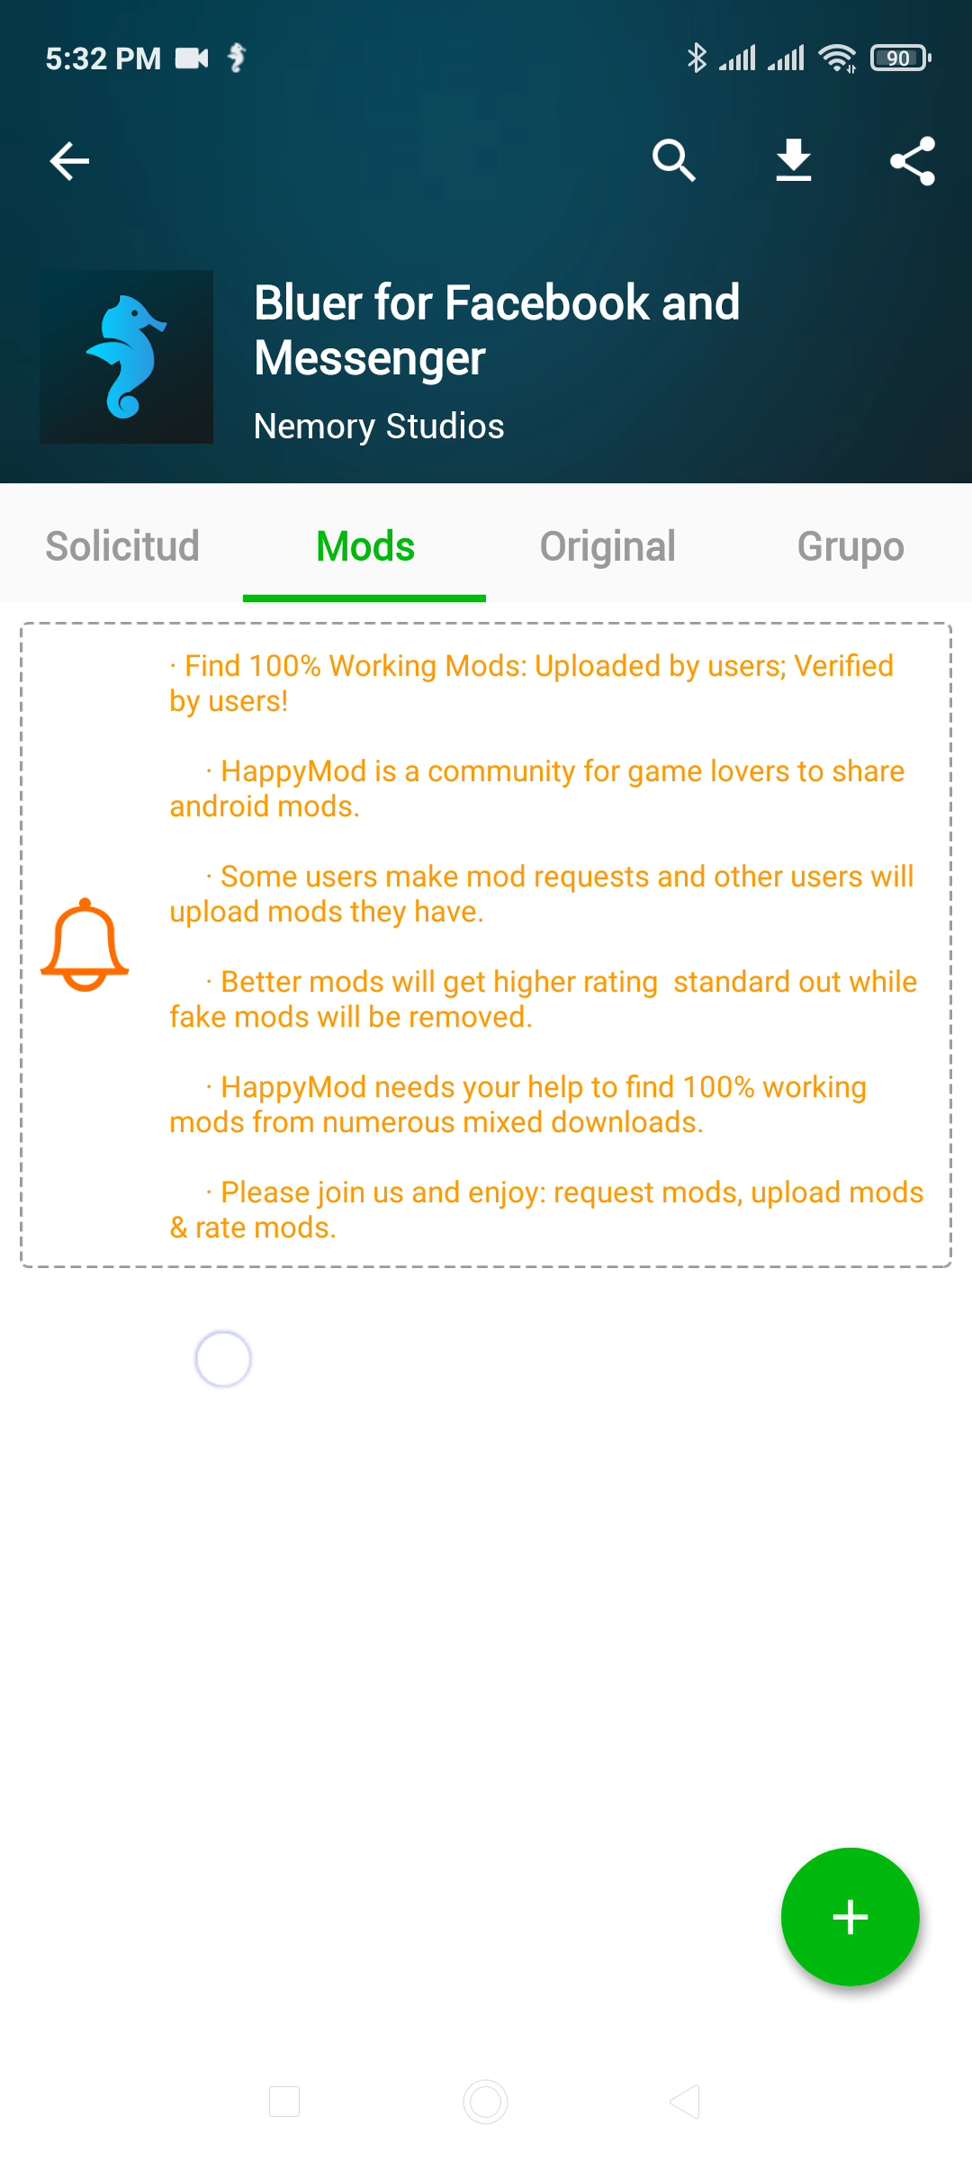 5:32 PM
90
Bluer for Facebook and
Messenger
Nemory Studios
Solicitud
Mods
Original
Grupo
· Find 100% Working Mods: Uploaded by users; Verified
by users!
· HappyMod is a community for game lovers to share
android mods.
· Some users make mod requests and other users will
upload mods they have.
· Better mods will get higher rating  standard out while
fake mods will be removed.
· HappyMod needs your help to find 100% working
mods from numerous mixed downloads.
· Please join us and enjoy: request mods, upload mods
& rate mods.